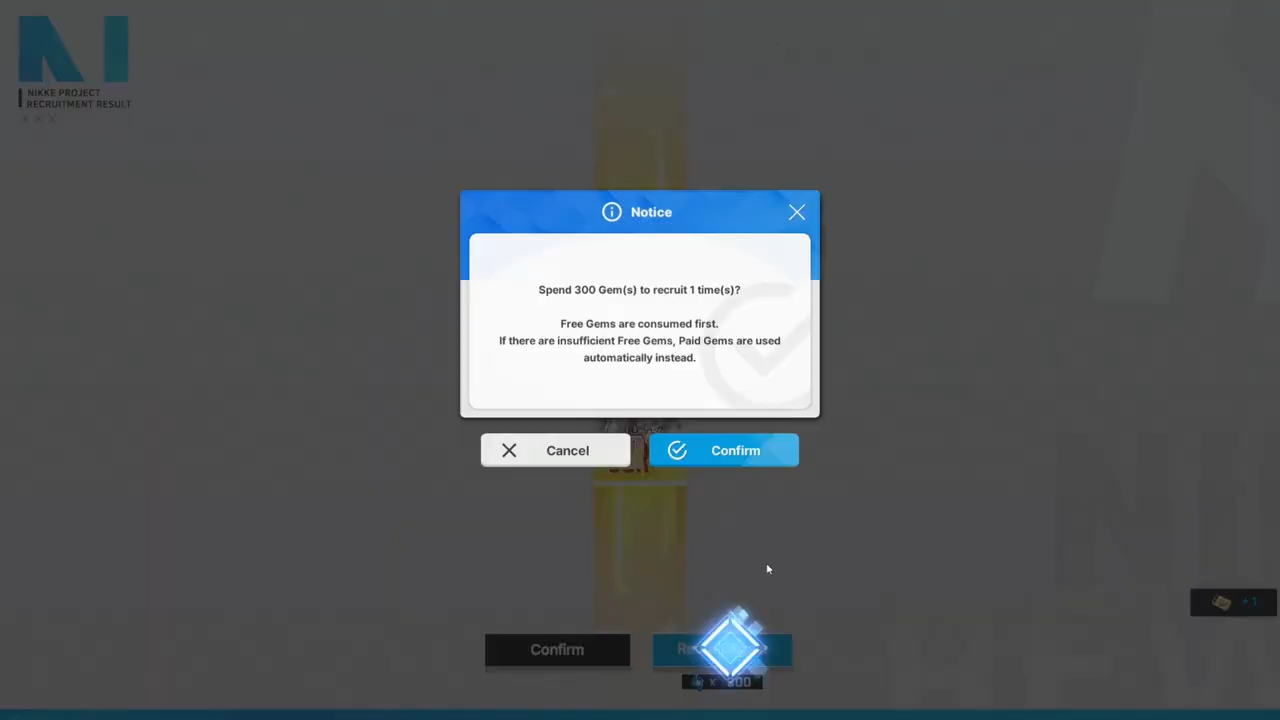 NIKKE PROJECT
RECRUITMENT RESULT
Notice
Spend 300 Gem(s) to recruit 1 time(s)?
Free Gems are consumed first.
If there are insufficient Free Gems, Paid Gems are used
automatically instead.
Cancel
Confirm
+1
Confirm
x 300